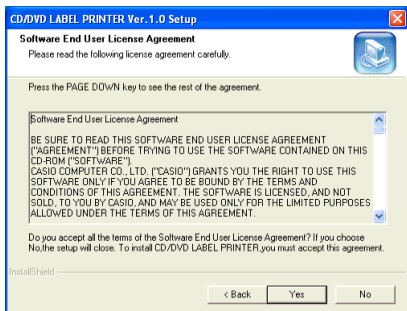 CD/DVD LABEL PRINTER Ver.1.0 Setup
Software End User License Agreement
Please read the following license agreement carefully.
Press the PAGE DOWN key to see the rest of the agreement.
Software End User License Agreement
BE SURE TO READ THIS SOFTWARE END USER LICENSE AGREEMENT
("AGREEMENT") BEFORE TRYING TO USE THE SOFTWARE CONTAINED ON THIS
CD-ROM ("SOFTWARE").
CASIO COMPUTER CO., LTD. ("CASIO") GRANTS YOU THE RIGHT TO USE THIS
SOFTWARE ONLY IF YOU AGREE TO BE BOUND BY THE TERMS AND
CONDITIONS OF THIS AGREEMENT. THE SOFTWARE IS LICENSED, AND NOT
SOLD, TO YOU BY CASIO, AND MAY BE USED ONLY FOR THE LIMITED PURPOSES
ALLOWED UNDER THE TERMS OF THIS AGREEMENT.
Do you accept all the terms of the Software End User License Agreement? If you choose
No,the setup will close. To install CD/DVD LABEL PRINTER,you must accept this agreement.
InstallShield
< Back
Yes
No